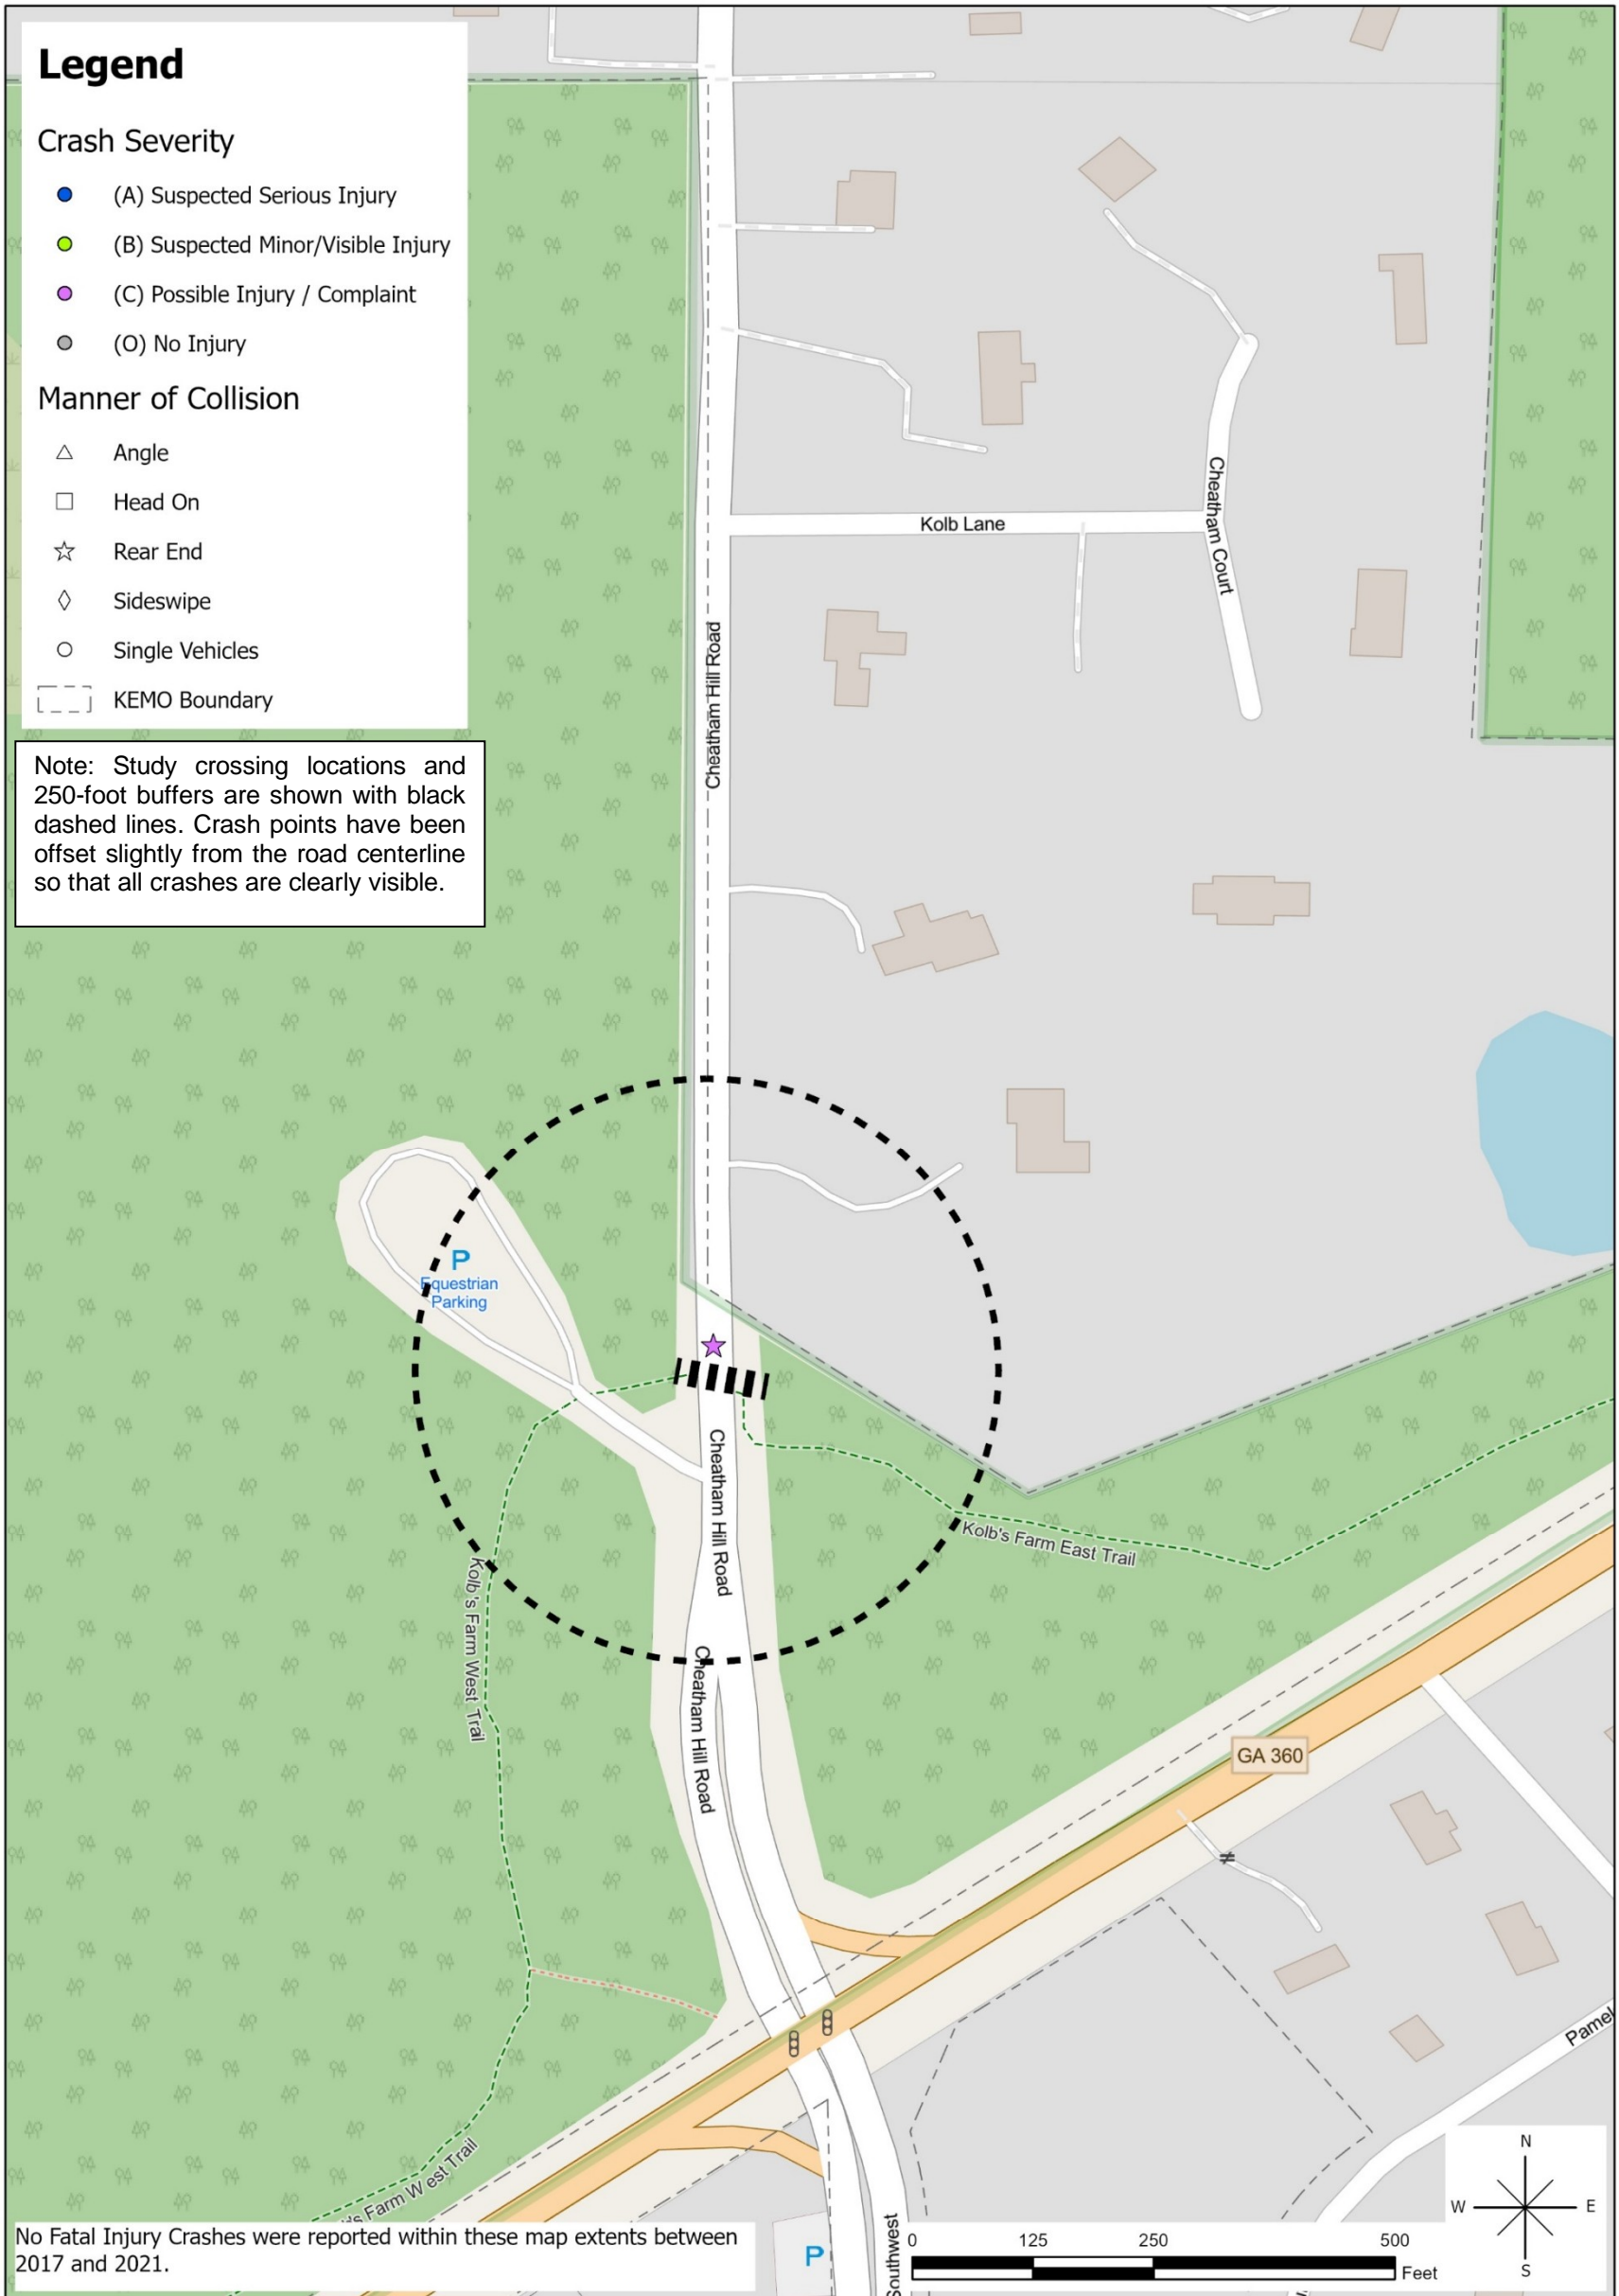 Legend
Crash Severity
(A) Suspected Serious Injury
(B) Suspected Minor/Visible Injury
(C) Possible Injury / Complaint
(O) No Injury
Manner of Collision
Angle
Head On
Rear End
Sideswipe
Single Vehicles
KEMO Boundary
Note: Study crossing locations and
250-foot buffers are shown with black
dashed lines. Crash points have been
offset slightly from the road centerline
so that all crashes are clearly visible.
Kolb Lane
Cheatham Court
Cheatham Hill Road
P
Equestrian
Parking
Cheatham Hill Road
Kolb's Farm East Trail
Kolb's Farm West Trail
Cheatham Hill Road
GA 360
Pamel
's Farm West Trail
No Fatal Injury Crashes were reported within these map extents between
2017 and 2021.
P
Southwest
0 125 250 500
Feet
N
W E
S